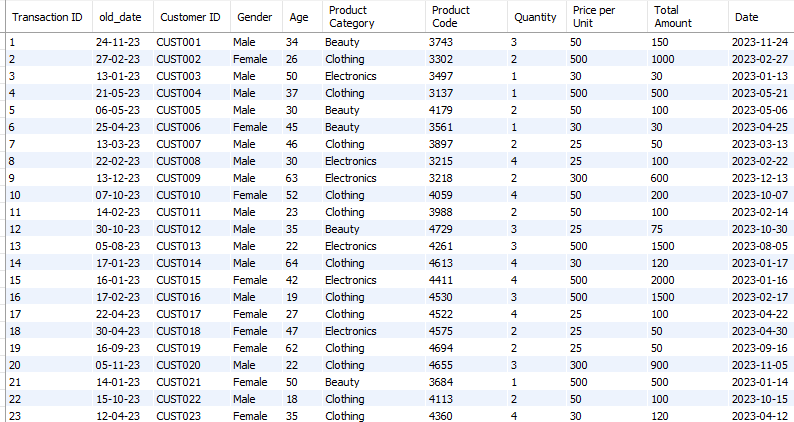 Transaction ID old_date Customer ID Gender Age Product Category Product Code Quantity Price per Unit Total Amount Date
1 24-11-23 CUST001 Male 34 Beauty 3743 3 50 150 2023-11-24
2 27-02-23 CUST002 Female 26 Clothing 3302 2 500 1000 2023-02-27
3 13-01-23 CUST003 Male 50 Electronics 3497 1 30 30 2023-01-13
4 21-05-23 CUST004 Male 37 Clothing 3137 1 500 500 2023-05-21
5 06-05-23 CUST005 Male 30 Beauty 4179 2 50 100 2023-05-06
6 25-04-23 CUST006 Female 45 Beauty 3561 1 30 30 2023-04-25
7 13-03-23 CUST007 Male 46 Clothing 3897 2 25 50 2023-03-13
8 22-02-23 CUST008 Male 30 Electronics 3215 4 25 100 2023-02-22
9 13-12-23 CUST009 Male 63 Electronics 3218 2 300 600 2023-12-13
10 07-10-23 CUST010 Female 52 Clothing 4059 4 50 200 2023-10-07
11 14-02-23 CUST011 Male 23 Clothing 3988 2 50 100 2023-02-14
12 30-10-23 CUST012 Male 35 Beauty 4729 3 25 75 2023-10-30
13 05-08-23 CUST013 Male 22 Electronics 4261 3 500 1500 2023-08-05
14 17-01-23 CUST014 Male 64 Clothing 4613 4 30 120 2023-01-17
15 16-01-23 CUST015 Female 42 Electronics 4411 4 500 2000 2023-01-16
16 17-02-23 CUST016 Male 19 Clothing 4530 3 500 1500 2023-02-17
17 22-04-23 CUST017 Female 27 Clothing 4522 4 25 100 2023-04-22
18 30-04-23 CUST018 Female 47 Electronics 4575 2 25 50 2023-04-30
19 16-09-23 CUST019 Female 62 Clothing 4694 2 25 50 2023-09-16
20 05-11-23 CUST020 Male 22 Clothing 4655 3 300 900 2023-11-05
21 14-01-23 CUST021 Female 50 Beauty 3684 1 500 500 2023-01-14
22 15-10-23 CUST022 Male 18 Clothing 4113 2 50 100 2023-10-15
23 12-04-23 CUST023 Female 35 Clothing 4360 4 30 120 2023-04-12